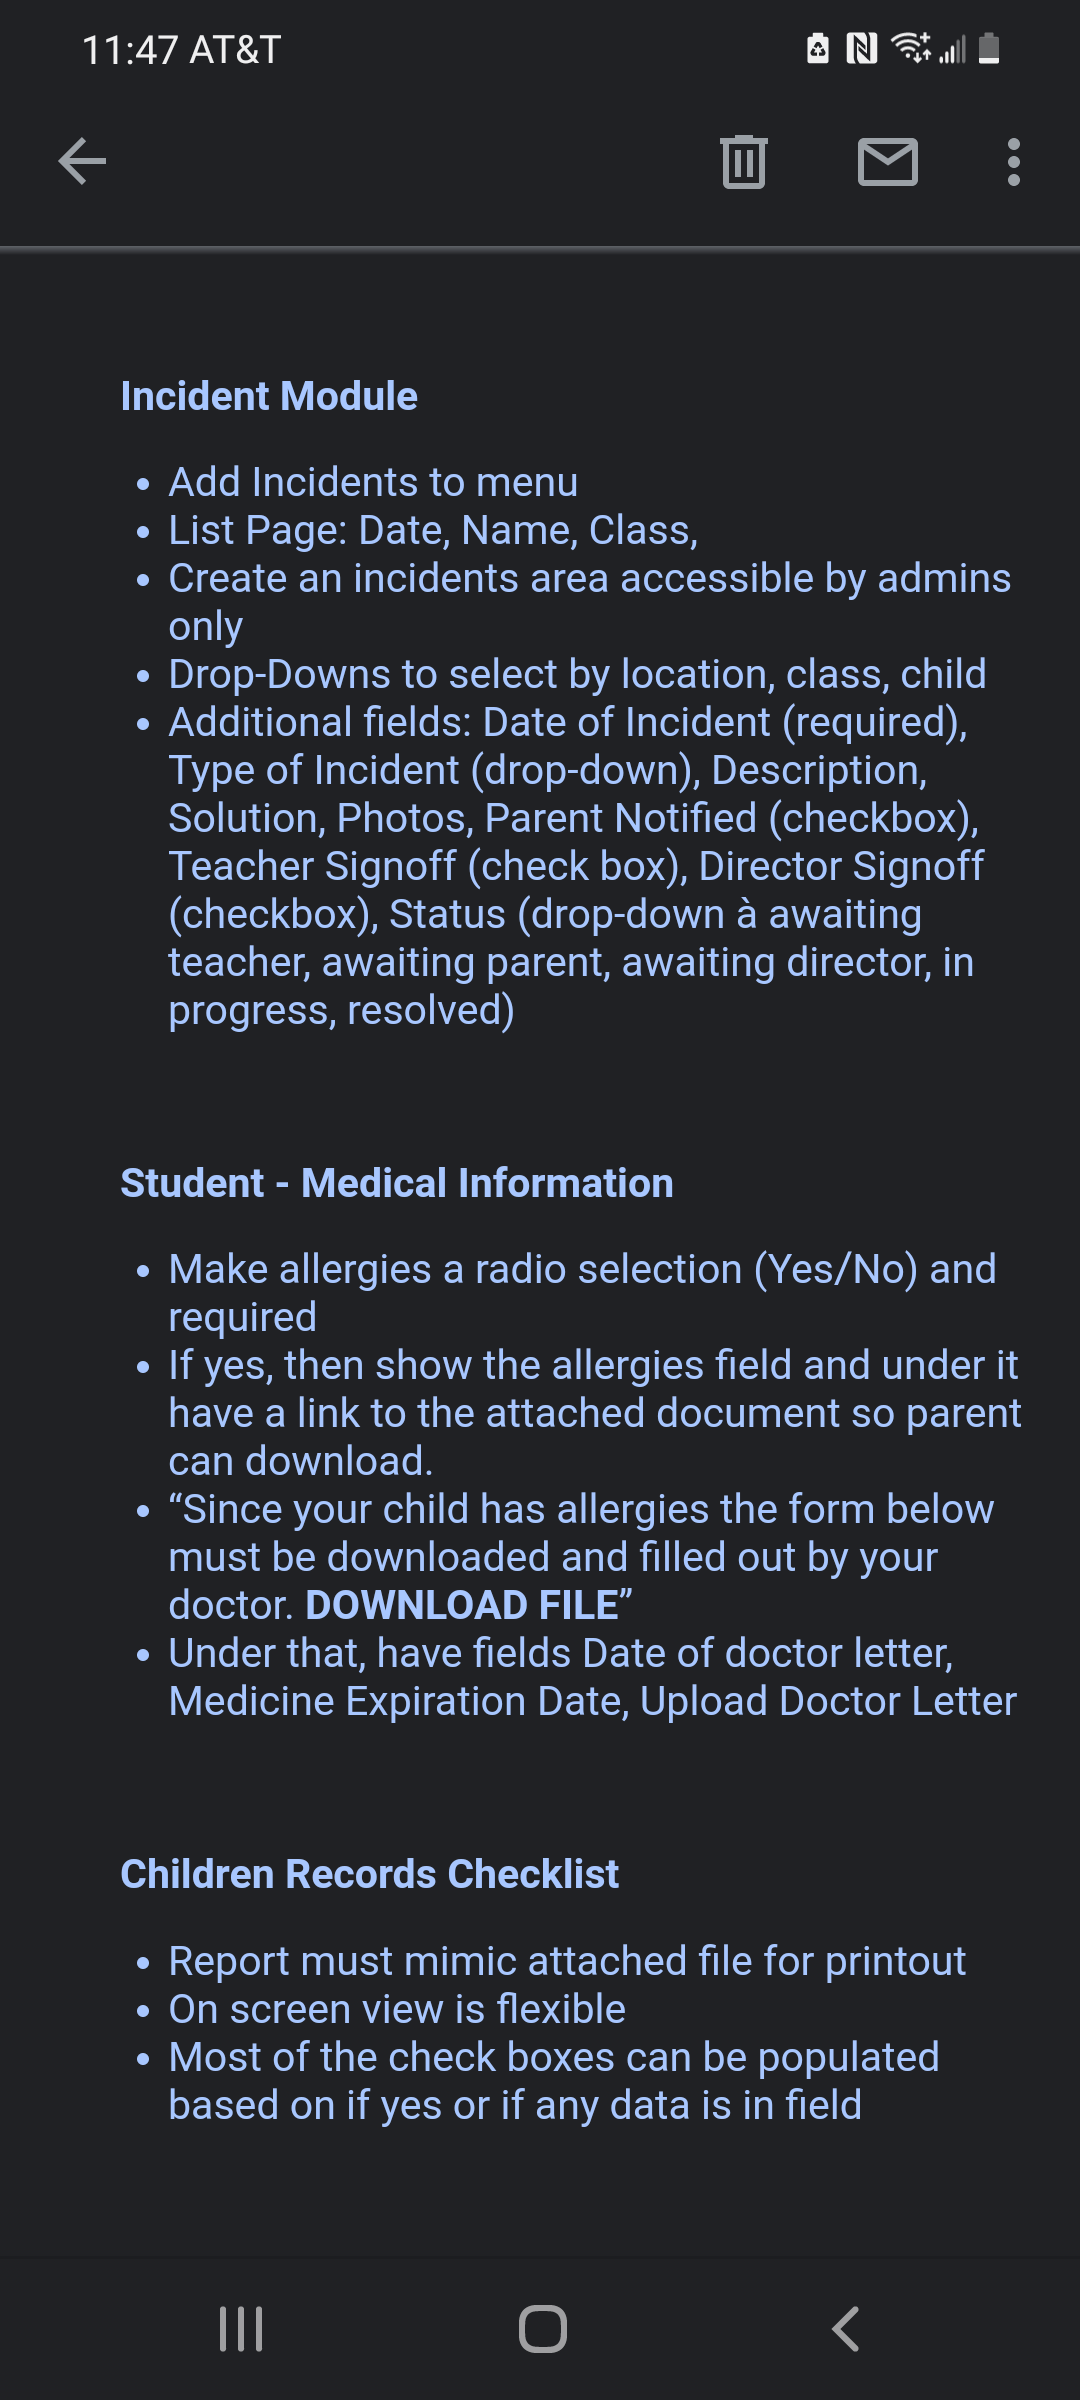 11:47 AT&T
Incident Module
• Add Incidents to menu
• List Page: Date, Name, Class,
• Create an incidents area accessible by admins
only
• Drop-Downs to select by location, class, child
• Additional fields: Date of Incident (required),
Type of Incident (drop-down), Description,
Solution, Photos, Parent Notified (checkbox),
Teacher Signoff (check box), Director Signoff
(checkbox), Status (drop-down à awaiting
teacher, awaiting parent, awaiting director, in
progress, resolved)
Student - Medical Information
• Make allergies a radio selection (Yes/No) and
required
• If yes, then show the allergies field and under it
have a link to the attached document so parent
can download.
• “Since your child has allergies the form below
must be downloaded and filled out by your
doctor. DOWNLOAD FILE”
• Under that, have fields Date of doctor letter,
Medicine Expiration Date, Upload Doctor Letter
Children Records Checklist
• Report must mimic attached file for printout
• On screen view is flexible
• Most of the check boxes can be populated
based on if yes or if any data is in field